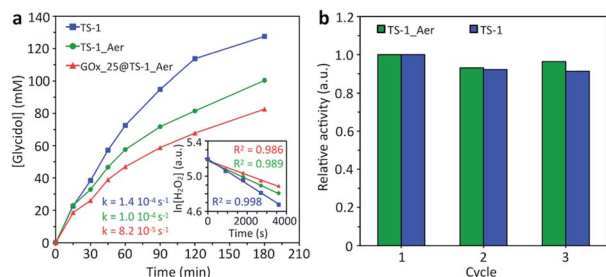 a
TS-1
TS-1_Aer
GOx_25@TS-1_Aer
[Glycidol] (mM)
140
120
100
80
60
40
20
0
k = 1.4 10-4 s-1
k = 1.0 10-4 s-1
k = 8.2 10-5 s-1
0 30 60 90 120 150 180 210
Time (min)
ln[H2O2] (a.u.)
5.4
5.0
4.6
R² = 0.986
R² = 0.989
R² = 0.998
0 2000 4000
Time (s)
b
TS-1_Aer TS-1
Relative activity (a.u.)
1.2
1.0
0.8
0.6
0.4
0.2
0
1 2 3
Cycle